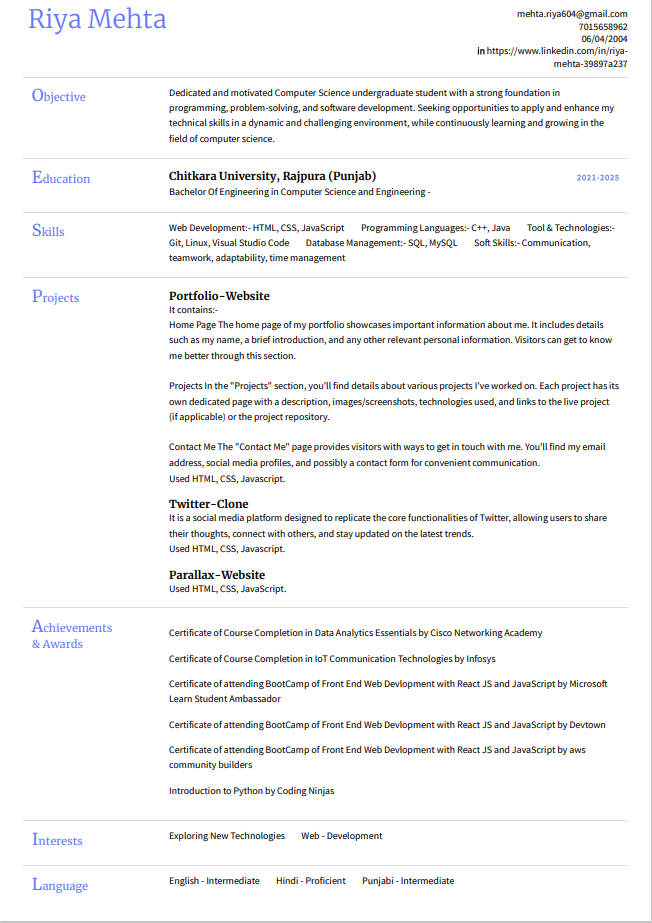 Riya Mehta
mehta.riya604@gmail.com
7015658962
06/04/2004
in https://www.linkedin.com/in/riya-
mehta-39897a237
Objective
Dedicated and motivated Computer Science undergraduate student with a strong foundation in
programming, problem-solving, and software development. Seeking opportunities to apply and enhance my
technical skills in a dynamic and challenging environment, while continuously learning and growing in the
field of computer science.
Education
Chitkara University, Rajpura (Punjab)
2021-2025
Bachelor Of Engineering in Computer Science and Engineering -
Skills
Web Development:- HTML, CSS, JavaScript Programming Languages:- C++, Java Tool & Technologies:-
Git, Linux, Visual Studio Code Database Management:- SQL, MySQL Soft Skills:- Communication,
teamwork, adaptability, time management
Projects
Portfolio-Website
It contains:-
Home Page The home page of my portfolio showcases important information about me. It includes details
such as my name, a brief introduction, and any other relevant personal information. Visitors can get to know
me better through this section.
Projects In the "Projects" section, you'll find details about various projects I've worked on. Each project has its
own dedicated page with a description, images/screenshots, technologies used, and links to the live project
(if applicable) or the project repository.
Contact Me The "Contact Me" page provides visitors with ways to get in touch with me. You'll find my email
address, social media profiles, and possibly a contact form for convenient communication.
Used HTML, CSS, Javascript.
Twitter-Clone
It is a social media platform designed to replicate the core functionalities of Twitter, allowing users to share
their thoughts, connect with others, and stay updated on the latest trends.
Used HTML, CSS, Javascript.
Parallax-Website
Used HTML, CSS, JavaScript.
Achievements
& Awards
Certificate of Course Completion in Data Analytics Essentials by Cisco Networking Academy
Certificate of Course Completion in IoT Communication Technologies by Infosys
Certificate of attending BootCamp of Front End Web Devlopment with React JS and JavaScript by Microsoft
Learn Student Ambassador
Certificate of attending BootCamp of Front End Web Devlopment with React JS and JavaScript by Devtown
Certificate of attending BootCamp of Front End Web Devlopment with React JS and JavaScript by aws
community builders
Introduction to Python by Coding Ninjas
Interests
Exploring New Technologies Web - Development
Language
English - Intermediate Hindi - Proficient Punjabi - Intermediate